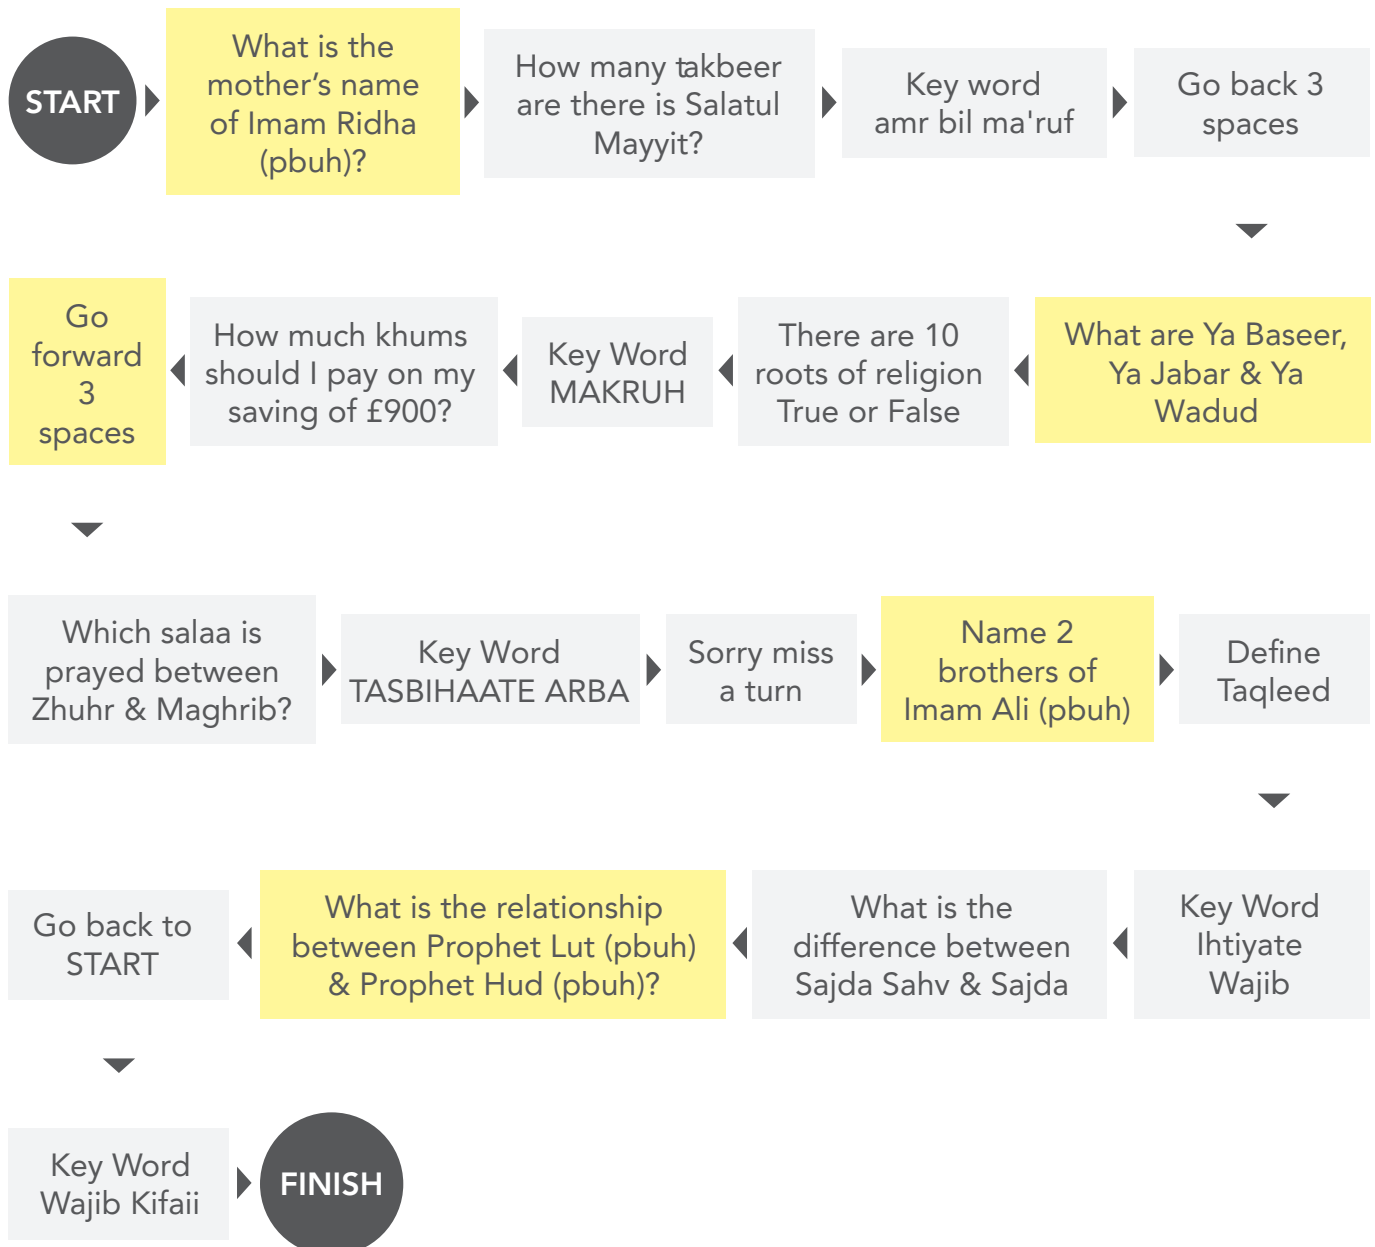 START
What is the
mother’s name
of Imam Ridha
(pbuh)?
How many takbeer
are there is Salatul
Mayyit?
Key word
amr bil ma'ruf
Go back 3
spaces
What are Ya Baseer,
Ya Jabar & Ya
Wadud
There are 10
roots of religion
True or False
Key Word
MAKRUH
How much khums
should I pay on my
saving of £900?
Go
forward
3
spaces
Which salaa is
prayed between
Zhuhr & Maghrib?
Key Word
TASBIHAATE ARBA
Sorry miss
a turn
Name 2
brothers of
Imam Ali (pbuh)
Define
Taqleed
Key Word
Ihtiyate
Wajib
What is the
difference between
Sajda Sahv & Sajda
What is the relationship
between Prophet Lut (pbuh)
& Prophet Hud (pbuh)?
Go back to
START
Key Word
Wajib Kifaii
FINISH